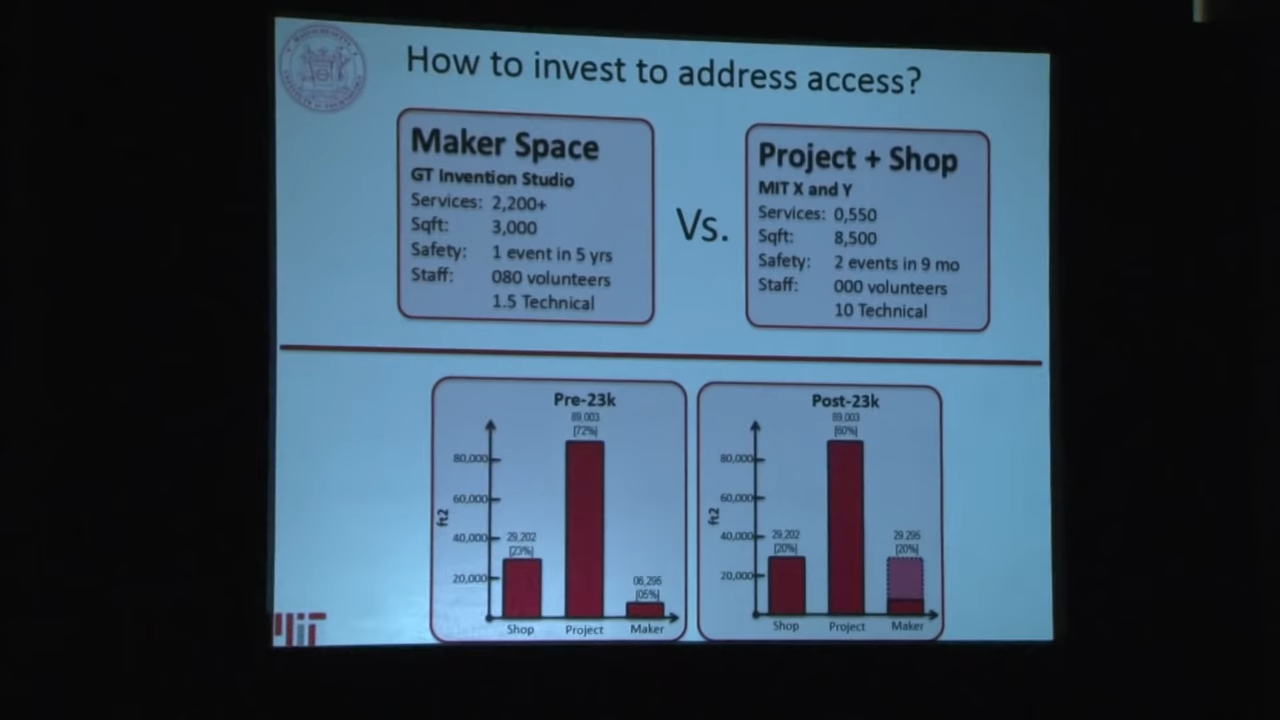 How to invest to address access?
Maker Space
GT Invention Studio
Services: 2,200+
Sqft: 3,000
Safety: 1 event in 5 yrs
Staff: 080 volunteers
1.5 Technical
Vs.
Project + Shop
MIT X and Y
Services: 0,550
Sqft: 8,500
Safety: 2 events in 9 mo
Staff: 000 volunteers
10 Technical
Pre-23k
89,003
[72%]
80,000
60,000
ft2
40,000
29,202
[23%]
20,000
06,295
[05%]
Shop Project Maker
Post-23k
89,003
[60%]
80,000
60,000
ft2
40,000
29,202
[20%]
29.295
[20%]
20,000
Shop Project Maker
MIT